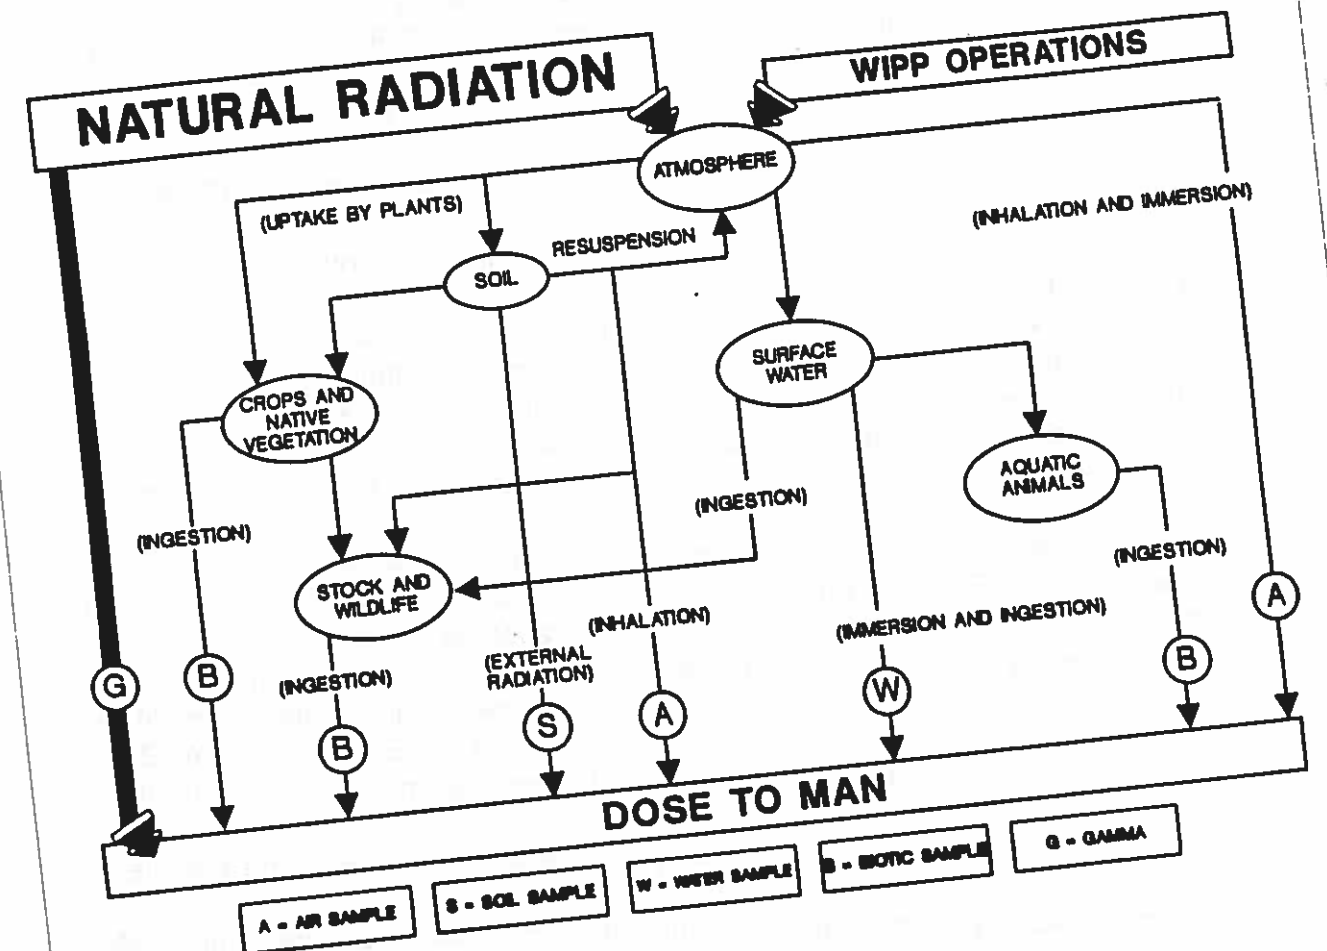 NATURAL RADIATION
WIPP OPERATIONS
ATMOSPHERE
(UPTAKE BY PLANTS)
(INHALATION AND IMMERSION)
RESUSPENSION
SOIL
SURFACE
WATER
CROPS AND
NATIVE
VEGETATION
AQUATIC
ANIMALS
(INGESTION)
(INGESTION)
(INGESTION)
STOCK AND
WILDLIFE
(INHALATION)
(IMMERSION AND INGESTION)
A
(EXTERNAL
RADIATION)
(INGESTION)
G
B
B
S
A
W
B
DOSE TO MAN
A = AIR SAMPLE
S = SOIL SAMPLE
W = WATER SAMPLE
B = BIOTIC SAMPLE
G = GAMMA